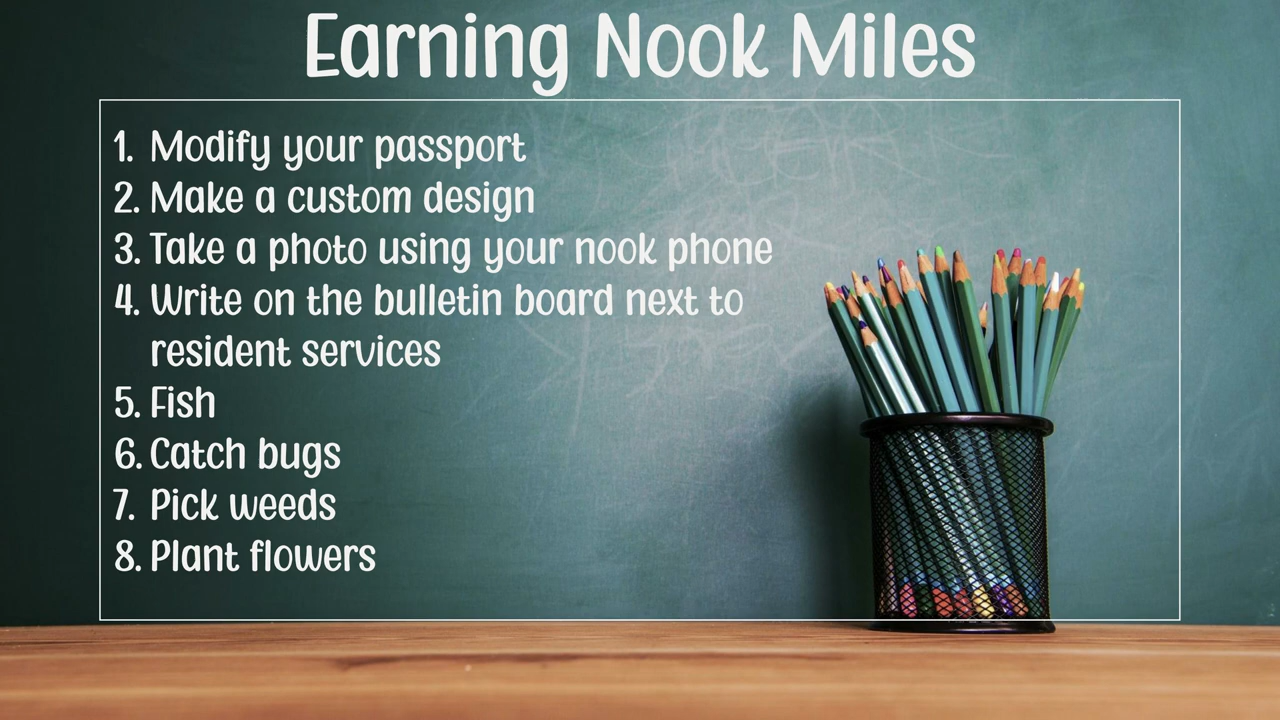 Earning Nook Miles
1. Modify your passport
2. Make a custom design
3. Take a photo using your nook phone
4. Write on the bulletin board next to
resident services
5. Fish
6. Catch bugs
7. Pick weeds
8. Plant flowers